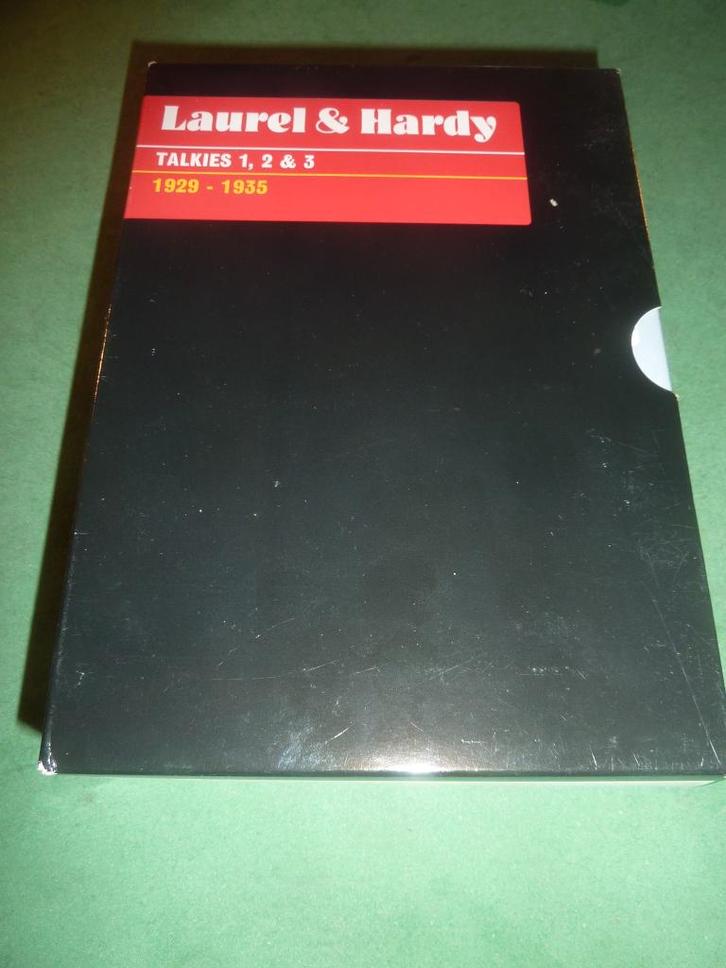 Laurel & Hardy
TALKIES 1, 2 & 3
1929 - 1935